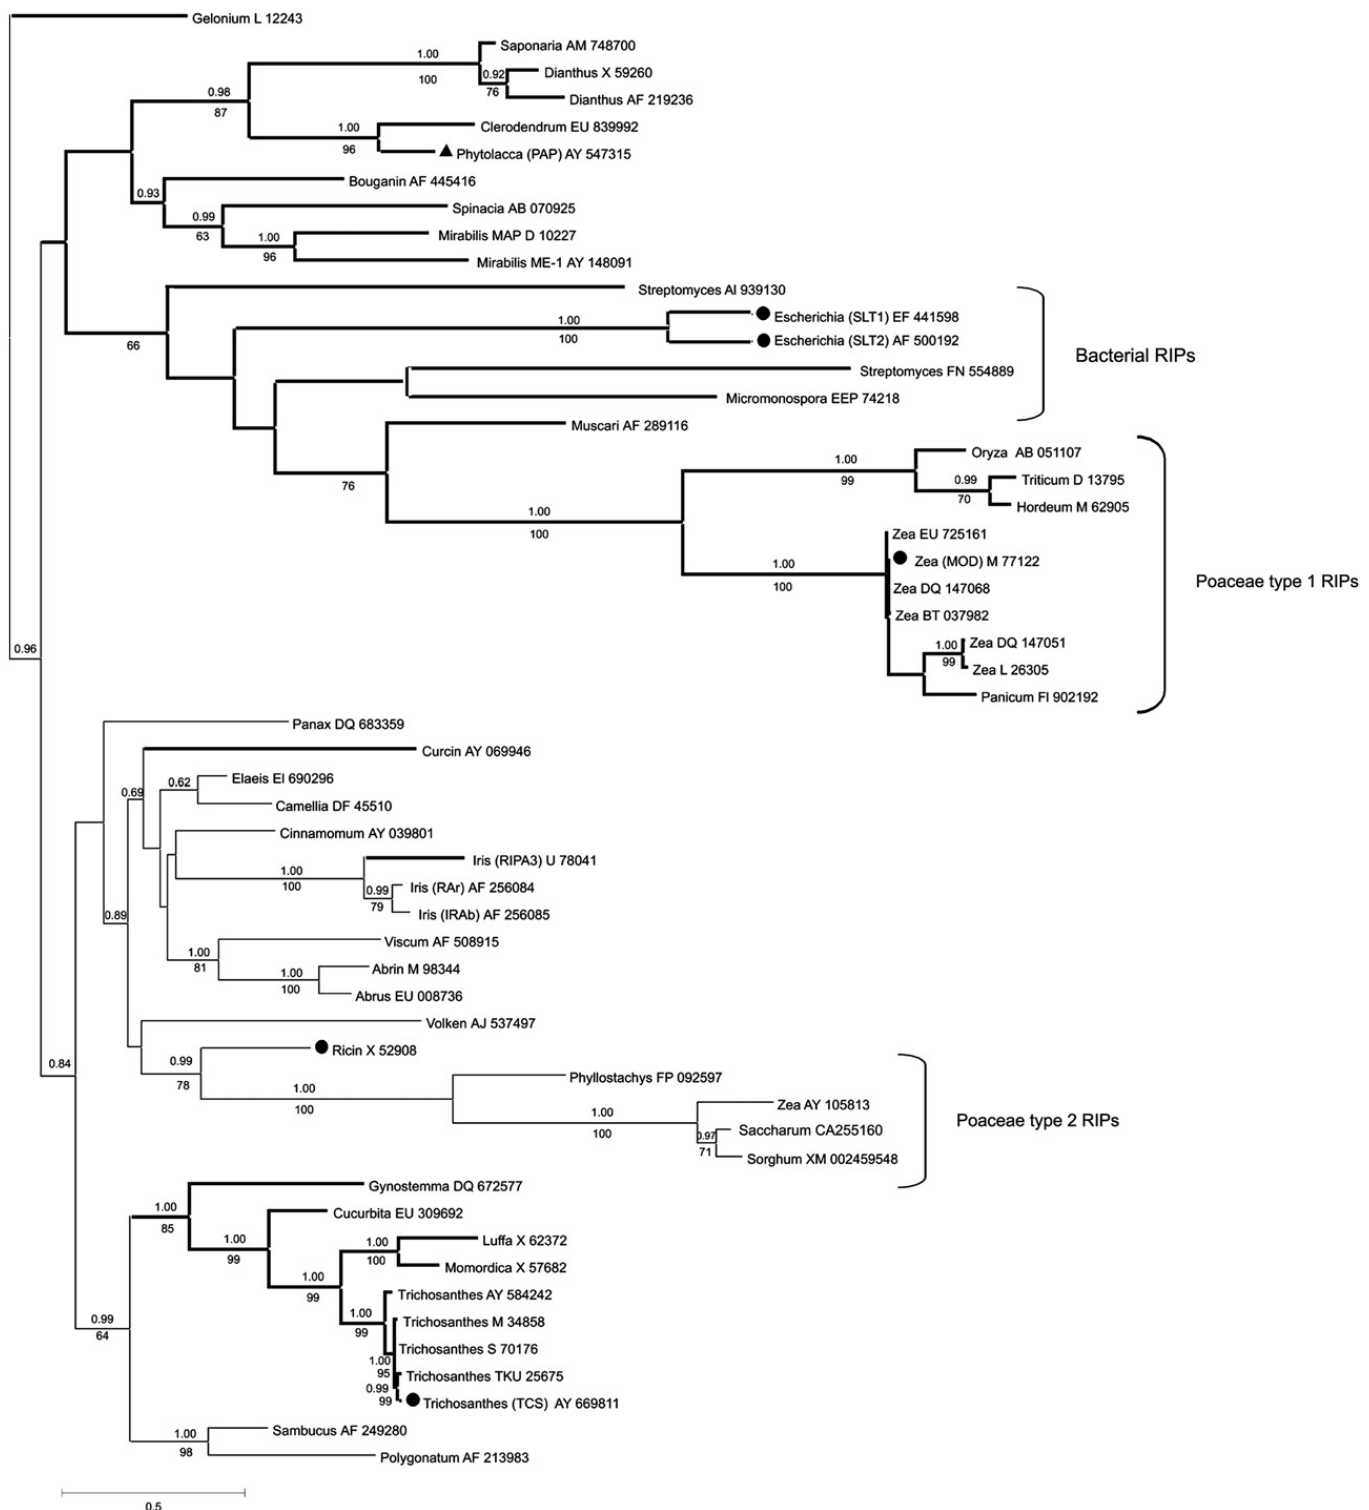 Gelonium L 12243
Saponaria AM 748700
1.00
100
0.92
76
Dianthus X 59260
Dianthus AF 219236
0.98
87
Clerodendrum EU 839992
1.00
96
Phytolacca (PAP) AY 547315
Bouganin AF 445416
0.93
Spinacia AB 070925
0.99
63
Mirabilis MAP D 10227
1.00
96
Mirabilis ME-1 AY 148091
Streptomyces AI 939130
66
Escherichia (SLT1) EF 441598
1.00
100
Escherichia (SLT2) AF 500192
Bacterial RIPs
Streptomyces FN 554889
Micromonospora EEP 74218
Muscari AF 289116
76
Oryza AB 051107
1.00
99
0.99
70
Triticum D 13795
Hordeum M 62905
1.00
100
Zea EU 725161
Zea (MOD) M 77122
1.00
100
Poaceae type 1 RIPs
Zea DQ 147068
Zea BT 037982
Zea DQ 147051
1.00
99
Zea L 26305
Panicum FI 902192
0.96
Panax DQ 683359
Curcin AY 069946
Elaeis EI 690296
0.62
0.69
Camellia DF 45510
Cinnamomum AY 039801
Iris (RIPA3) U 78041
1.00
100
0.99
79
Iris (RAr) AF 256084
Iris (IRAb) AF 256085
0.89
Viscum AF 508915
1.00
81
Abrin M 98344
1.00
100
Abrus EU 008736
Volken AJ 537497
Ricin X 52908
0.84
0.99
78
Phyllostachys FP 092597
1.00
100
Zea AY 105813
1.00
100
Poaceae type 2 RIPs
Saccharum CA255160
0.97
71
Sorghum XM 002459548
Gynostemma DQ 672577
1.00
85
Cucurbita EU 309692
1.00
99
Luffa X 62372
1.00
100
Momordica X 57682
1.00
99
Trichosanthes AY 584242
1.00
99
Trichosanthes M 34858
0.99
64
Trichosanthes S 70176
1.00
95
Trichosanthes TKU 25675
0.99
99
Trichosanthes (TCS) AY 669811
Sambucus AF 249280
1.00
98
Polygonatum AF 213983
0.5